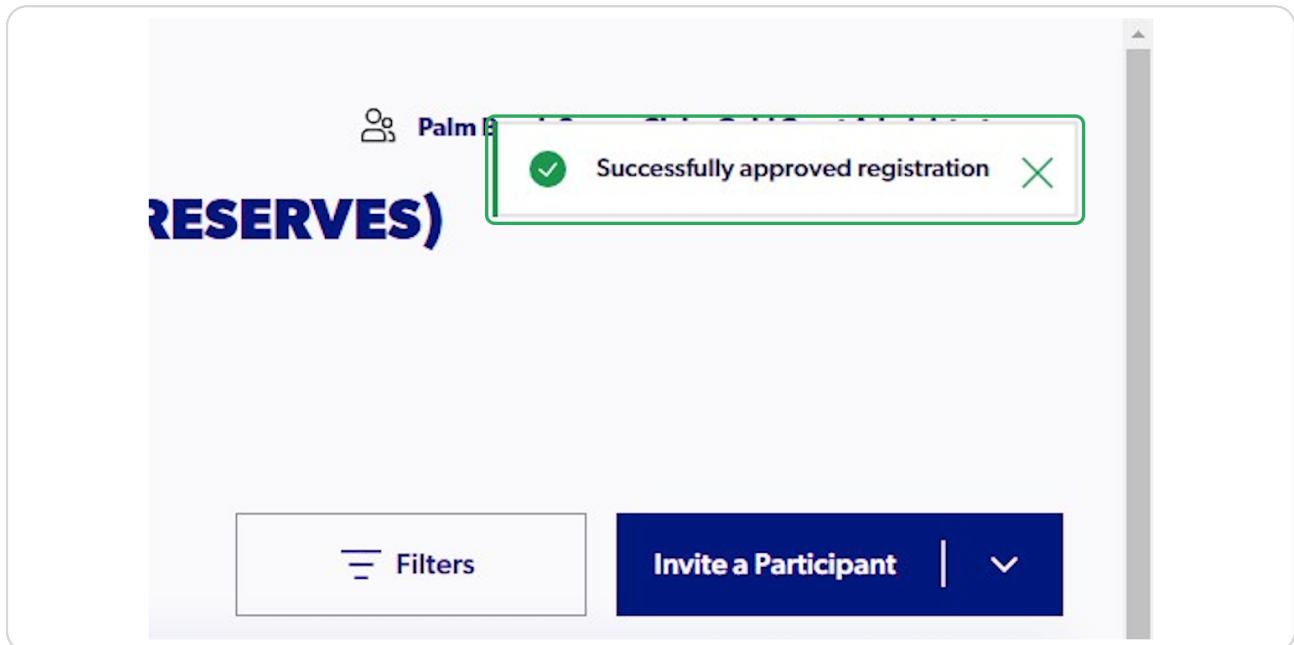 Palm
Successfully approved registration
RESERVES)
Filters
Invite a Participant